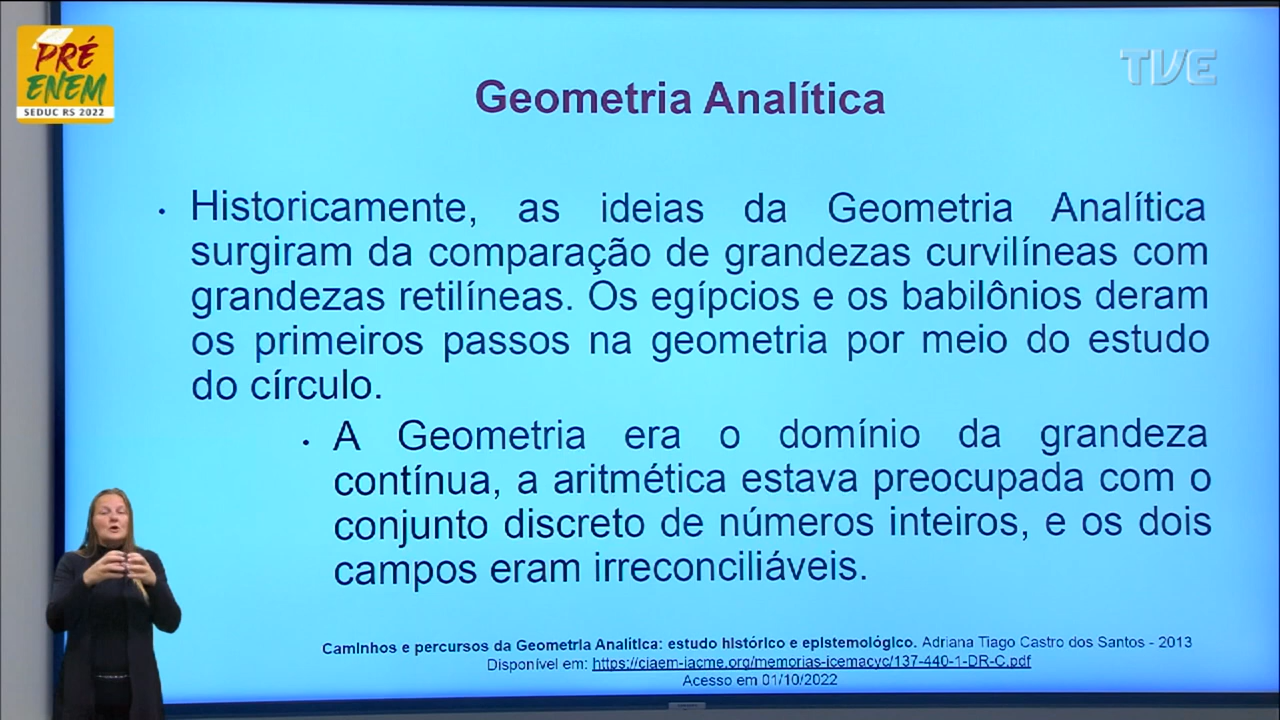 PRÉ
ENEM
SEDUC RS 2022
TVE
Geometria Analítica
• Historicamente, as ideias da Geometria Analítica
surgiram da comparação de grandezas curvilíneas com
grandezas retilíneas. Os egípcios e os babilônios deram
os primeiros passos na geometria por meio do estudo
do círculo.
• A Geometria era o domínio da grandeza
contínua, a aritmética estava preocupada com o
conjunto discreto de números inteiros, e os dois
campos eram irreconciliáveis.
Caminhos e percursos da Geometria Analítica: estudo histórico e epistemológico. Adriana Tiago Castro dos Santos - 2013
Disponível em: https://ciaem-iacme.org/memorias-icemacyc/137-440-1-DR-C.pdf
Acesso em 01/10/2022